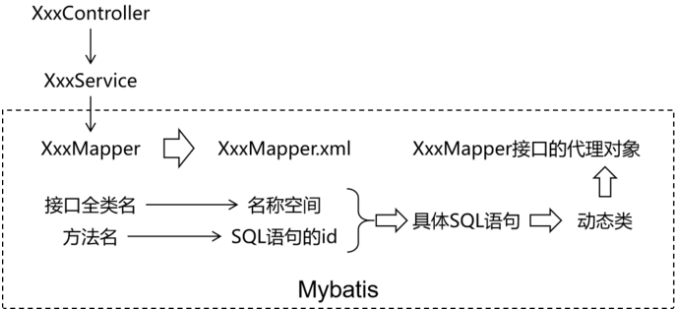 XxxController
XxxService
XxxMapper XxxMapper.xml XxxMapper接口的代理对象
接口全类名 名称空间
具体SQL语句 动态类
方法名 SQL语句的id
Mybatis